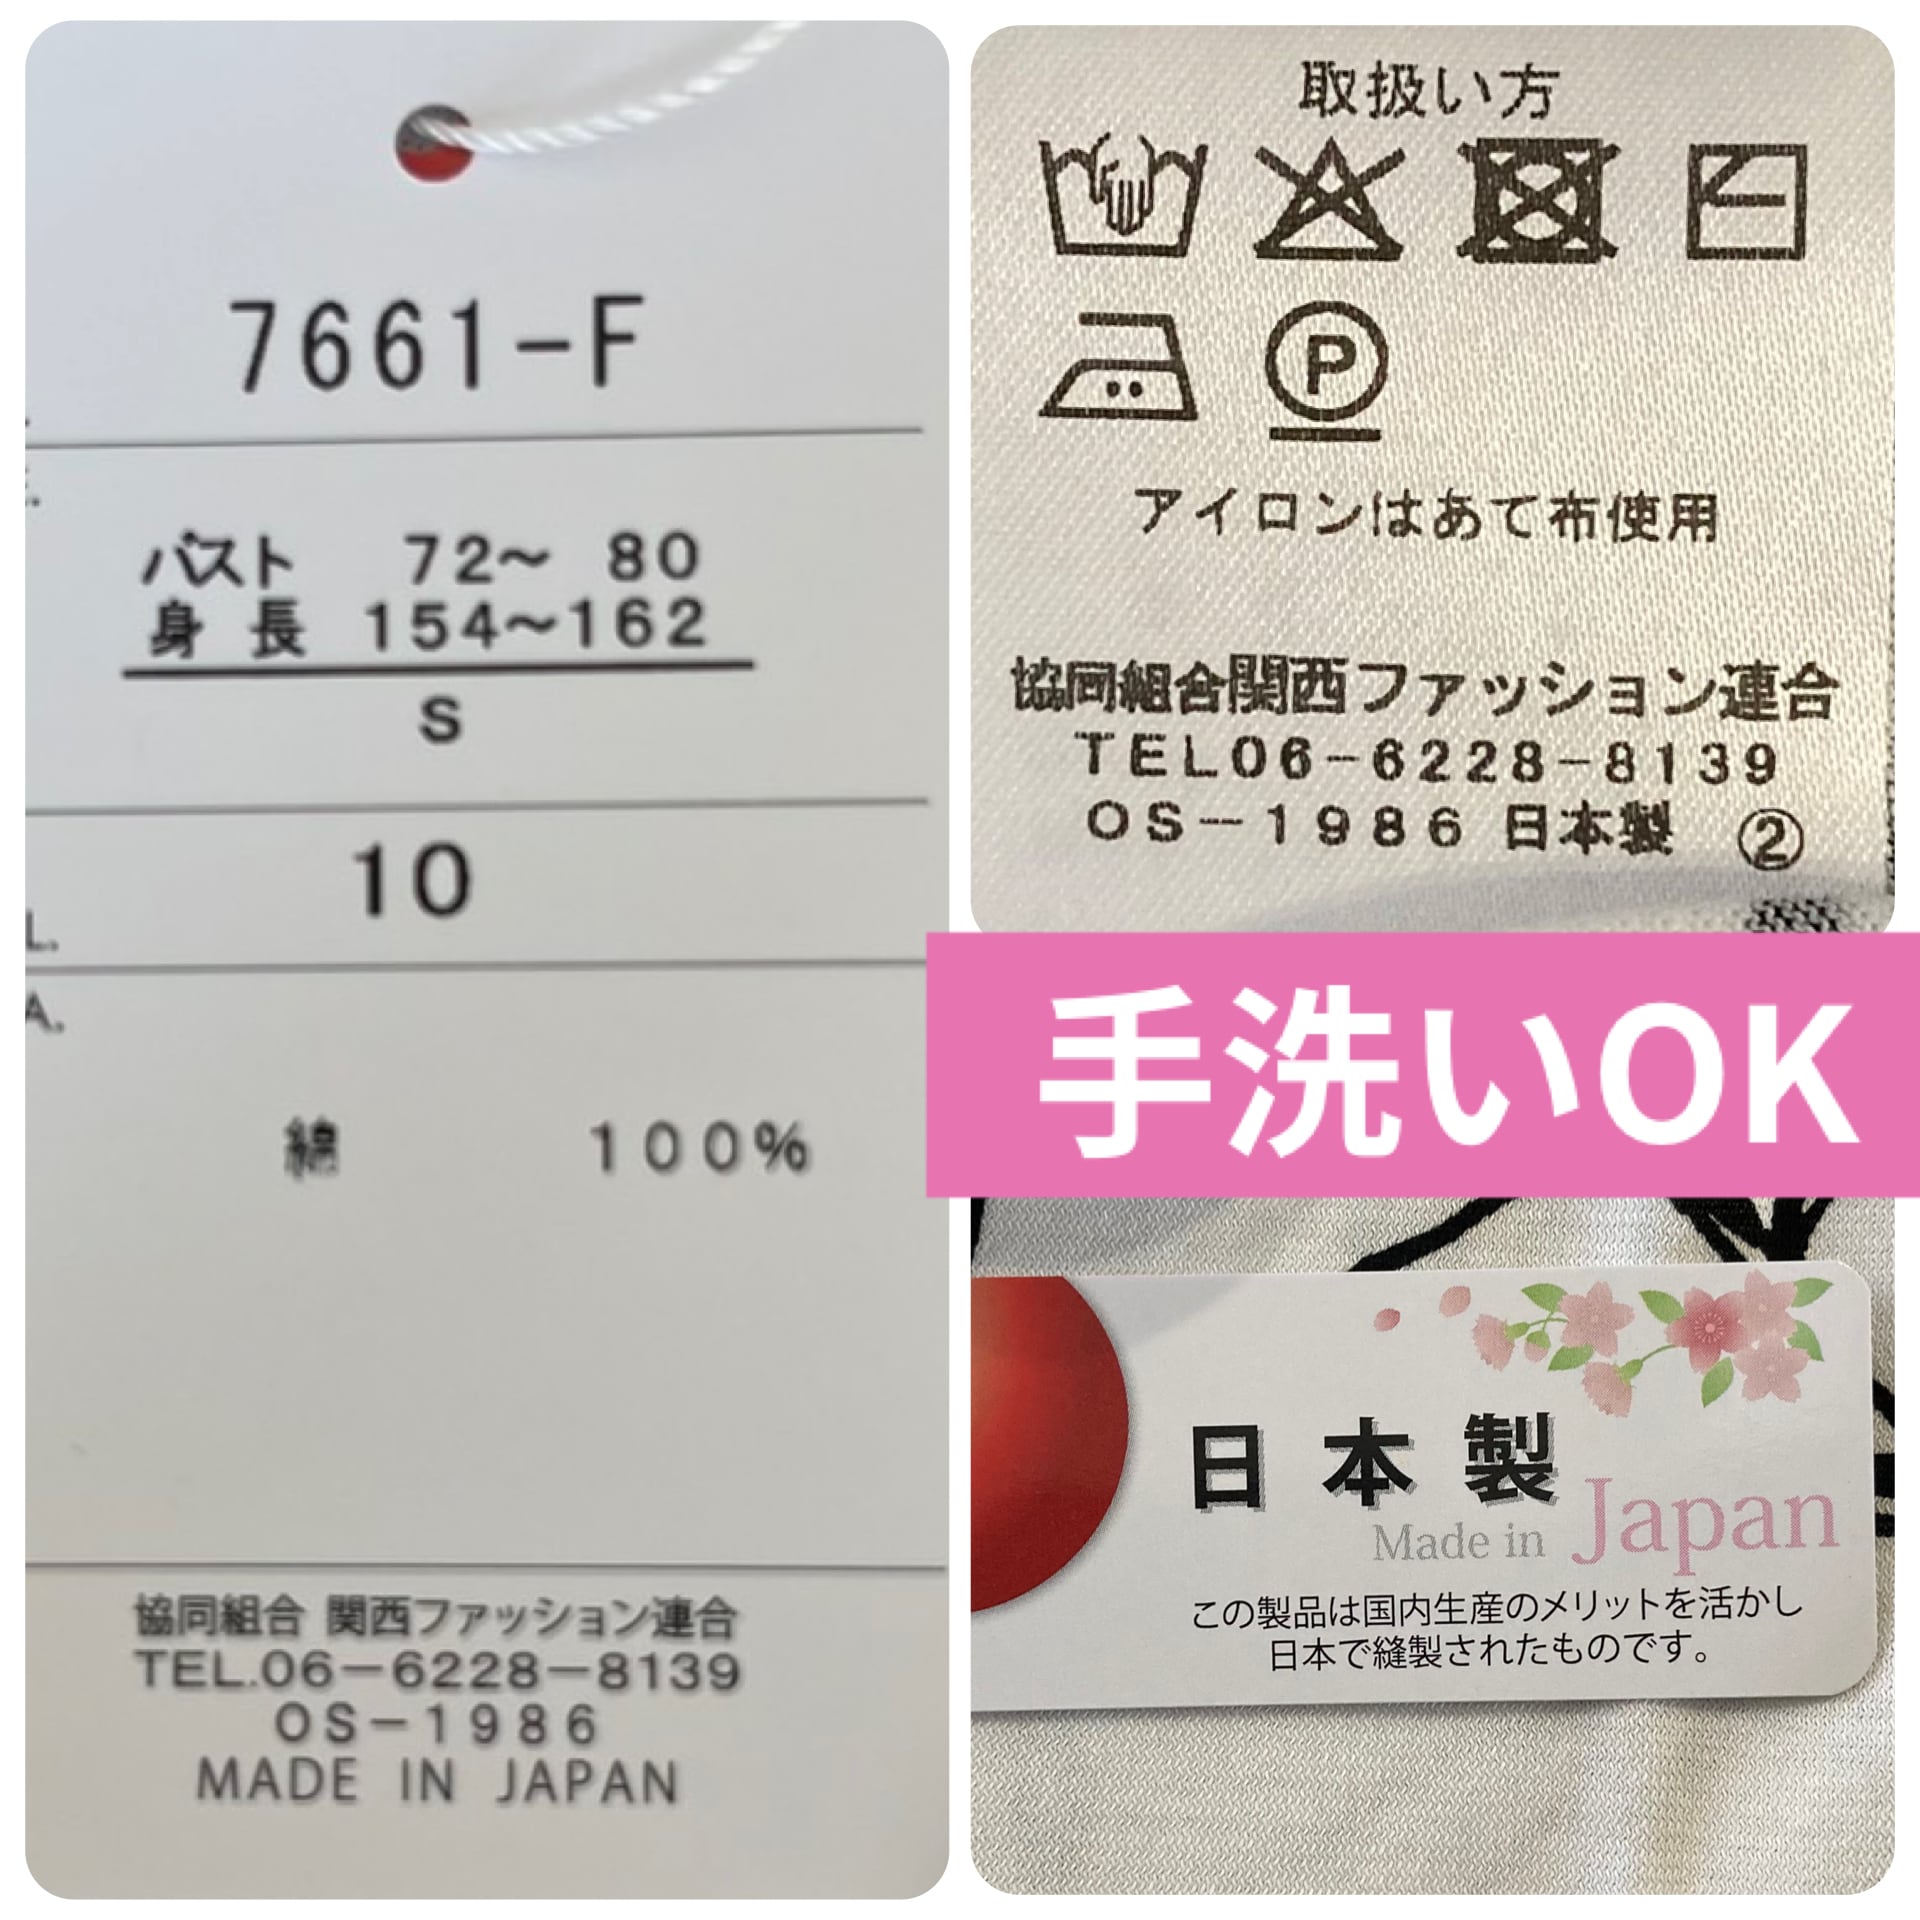 7661-F
バスト 72～ 80
身 長 154～162
S
10
L.
A.
綿 100%
協同組合 関西ファッション連合
TEL.06-6228-8139
OS-1986
MADE IN JAPAN
取扱い方
P
アイロンはあて布使用
協同組合関西ファッション連合
TEL06-6228-8139
OS-1986 日本製 ②
手洗いOK
日本製
Made in Japan
この製品は国内生産のメリットを活かし
日本で縫製されたものです。